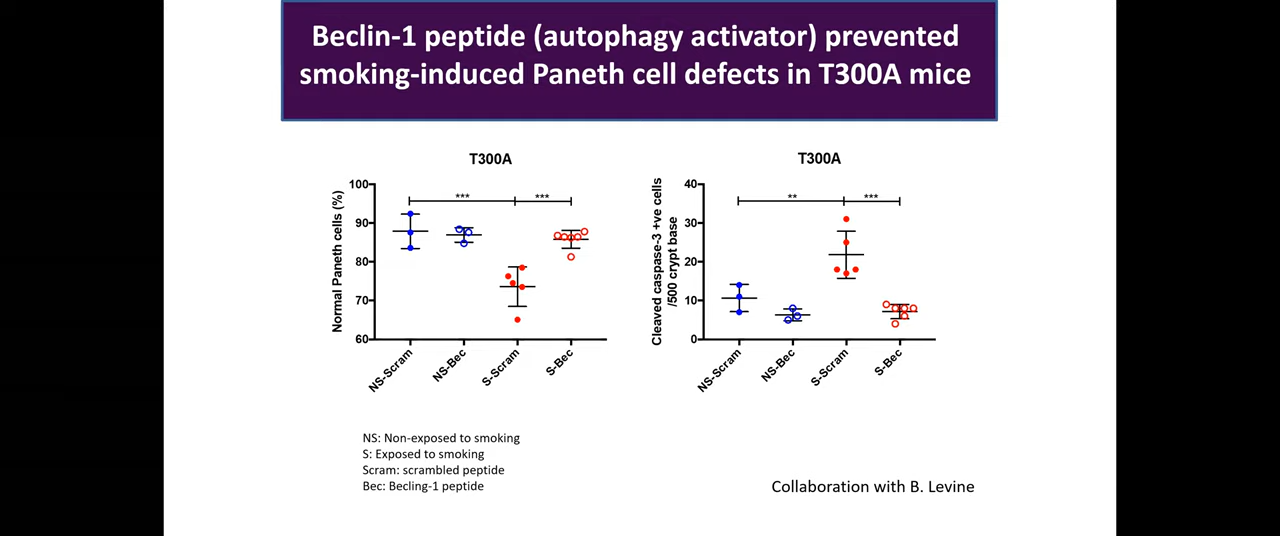 Beclin-1 peptide (autophagy activator) prevented
smoking-induced Paneth cell defects in T300A mice
T300A
Normal Paneth cells (%)
100
90
80
70
60
***
***
NS-Scram
NS-Bec
S-Scram
S-Bec
T300A
Cleaved caspase-3 +ve cells
/500 crypt base
40
30
20
10
0
**
***
NS-Scram
NS-Bec
S-Scram
S-Bec
NS: Non-exposed to smoking
S: Exposed to smoking
Scram: scrambled peptide
Bec: Becling-1 peptide
Collaboration with B. Levine